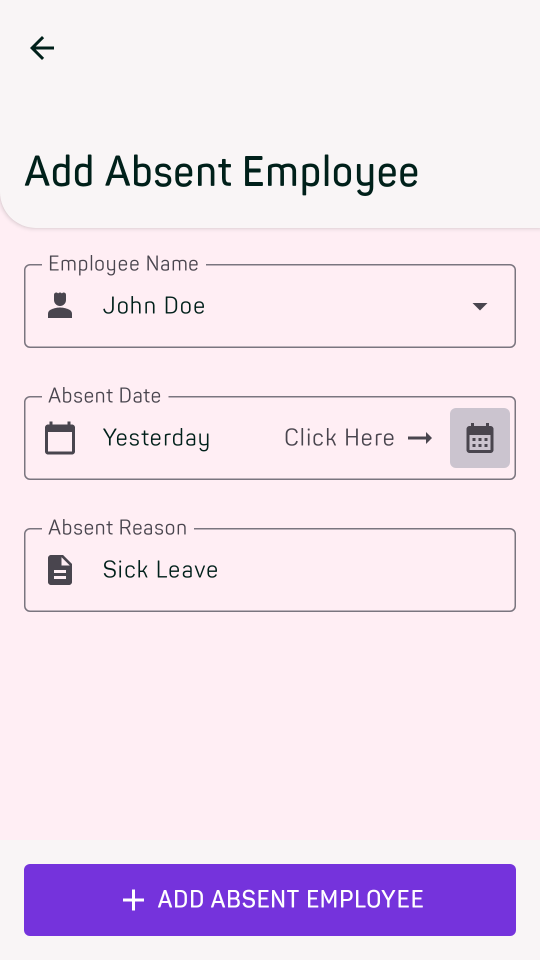 Add Absent Employee
Employee Name
John Doe
Absent Date
Yesterday Click Here
Absent Reason
Sick Leave
ADD ABSENT EMPLOYEE